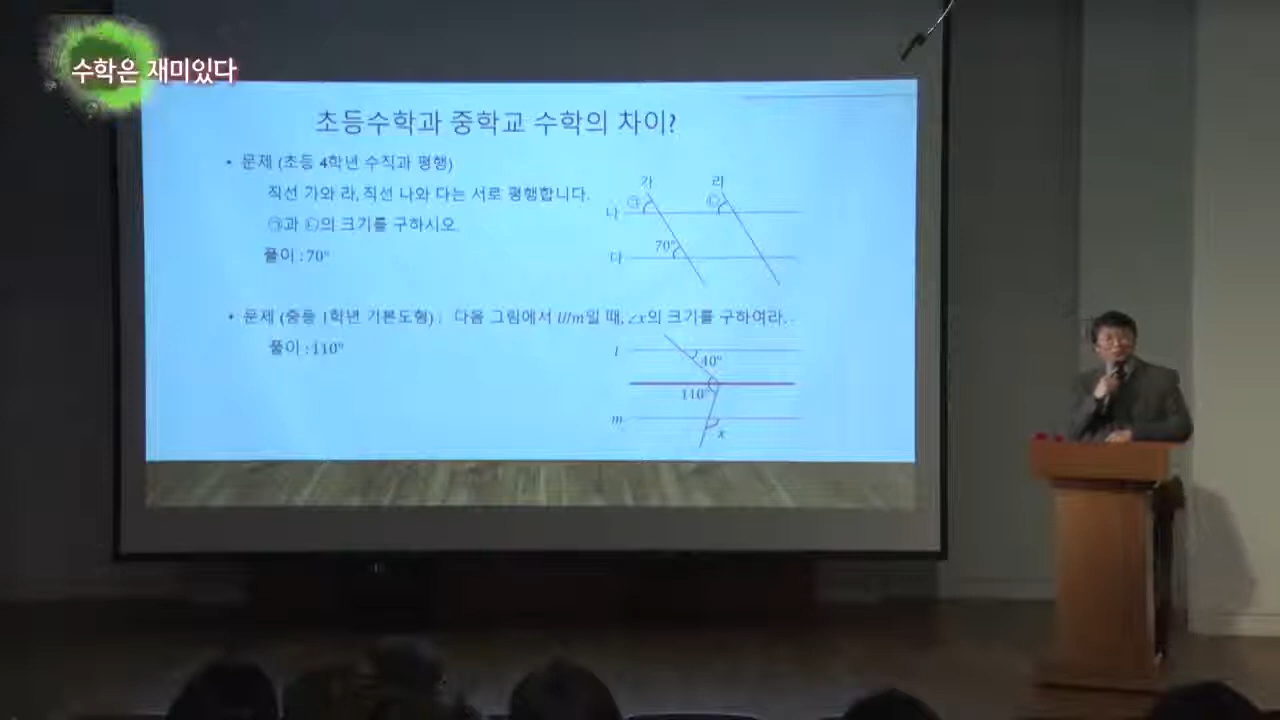 수학은 재미있다
초등수학과 중학교 수학의 차이?
• 문제 (초등 4학년 수직과 평행)
직선 가와 라, 직선 나와 다는 서로 평행합니다.
㉠과 ㉡의 크기를 구하시오.
풀이 : 70°
가 라
㉠ ㉡
나
70°
다
• 문제 (중등 1학년 기본도형) : 다음 그림에서 l//m일 때, ∠x의 크기를 구하여라.
풀이 : 110°
l
40°
110°
m
x